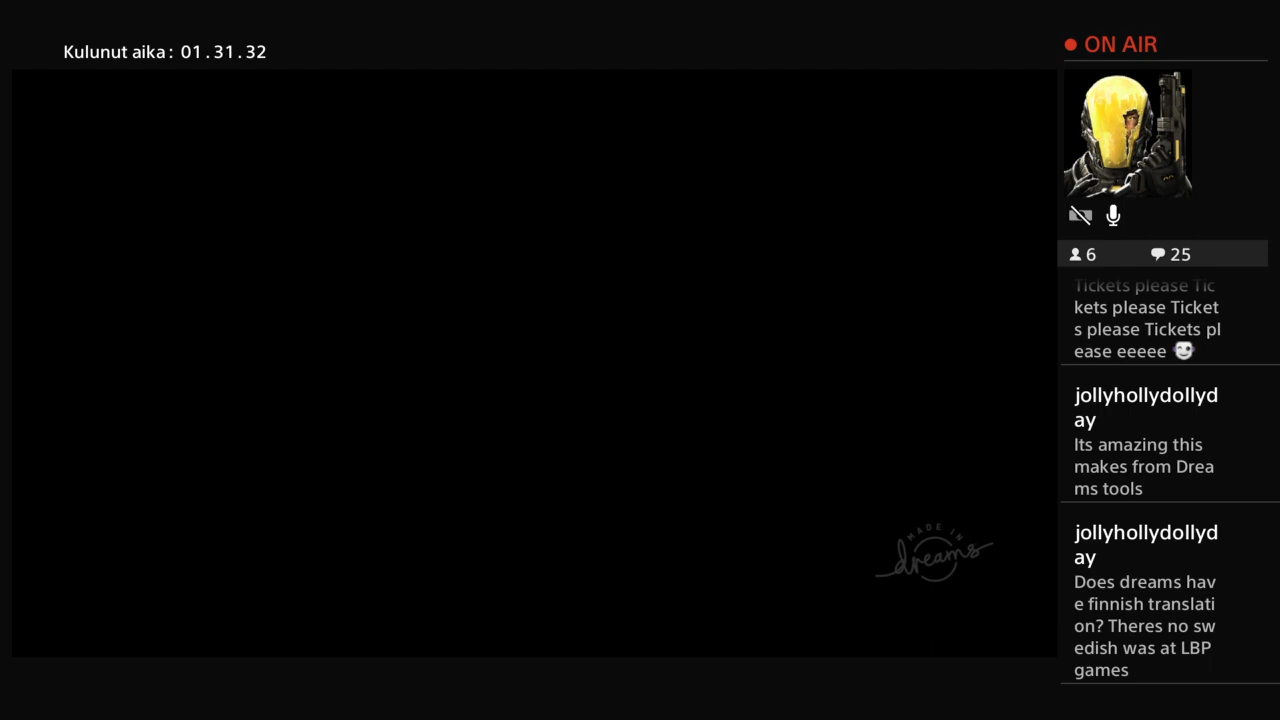 Kulunut aika: 01.31.32
ON AIR
6 25
Tickets please Tic
kets please Ticket
s please Tickets pl
ease eeeee
jollyhollydollyd
ay
Its amazing this
makes from Drea
ms tools
MADE IN
dreams
jollyhollydollyd
ay
Does dreams hav
e finnish translati
on? Theres no sw
edish was at LBP
games